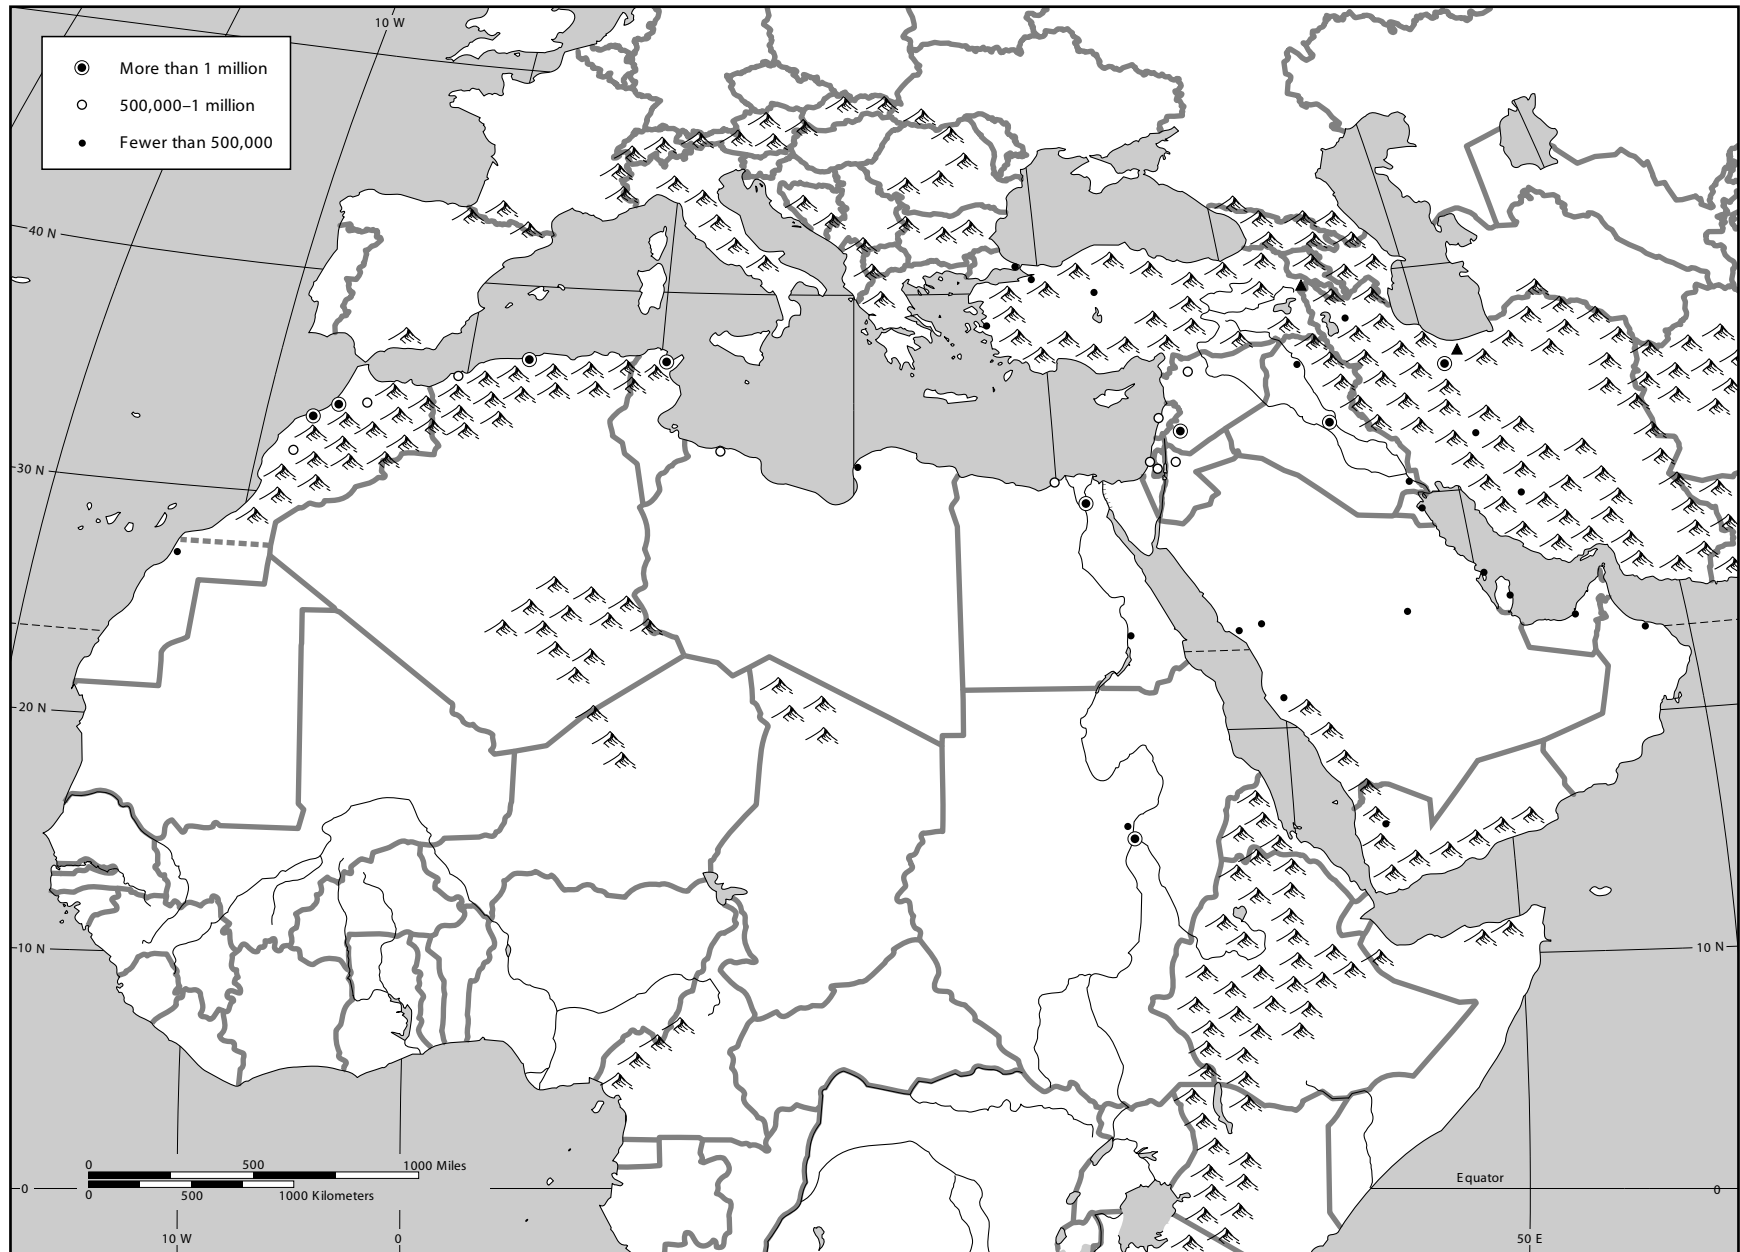 10 W
More than 1 million
500,000–1 million
Fewer than 500,000
40 N
30 N
20 N
10 N
10 N
0 500 1000 Miles
0 500 1000 Kilometers
Equator
0
0
10 W
0
50 E